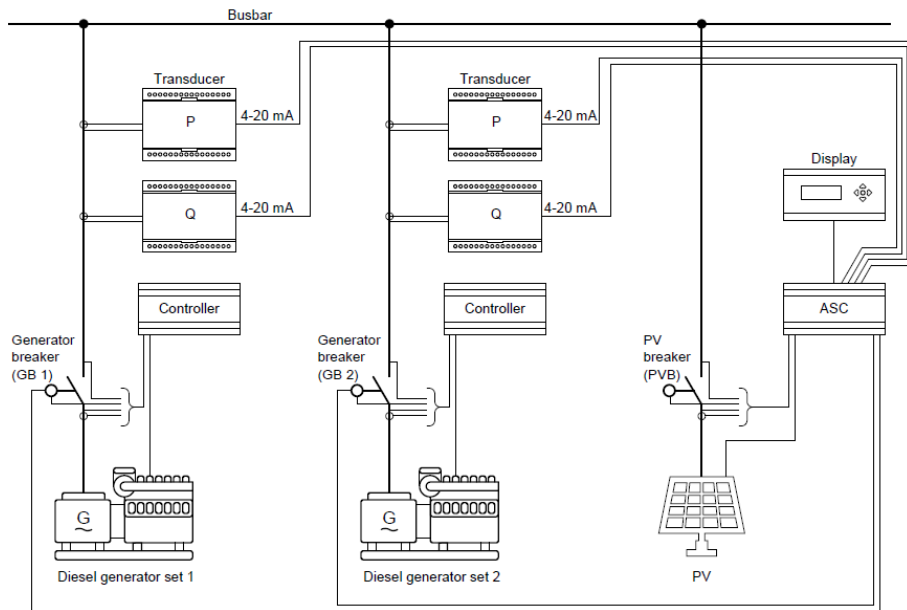 Busbar
Transducer
Transducer
P
4-20 mA
P
4-20 mA
Display
Q
4-20 mA
Q
4-20 mA
Controller
Controller
ASC
Generator
breaker
(GB 1)
Generator
breaker
(GB 2)
PV
breaker
(PVB)
G
~
G
~
Diesel generator set 1
Diesel generator set 2
PV